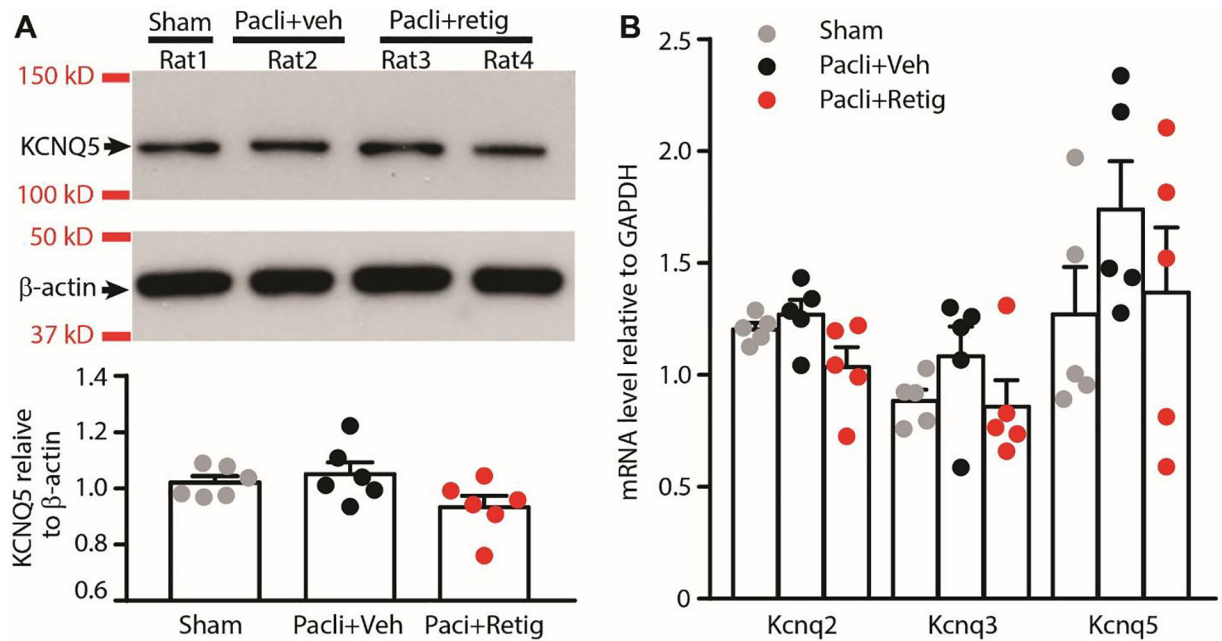 A
Sham Pacli+veh Pacli+retig
Rat1 Rat2 Rat3 Rat4
150 kD
KCNQ5
100 kD
50 kD
β-actin
37 kD
KCNQ5 relaive
to β-actin
1.4
1.2
1.0
0.8
0.6
Sham Pacli+Veh Paci+Retig
B
Sham
Pacli+Veh
Pacli+Retig
mRNA level relative to GAPDH
2.5
2.0
1.5
1.0
0.5
0
Kcnq2 Kcnq3 Kcnq5